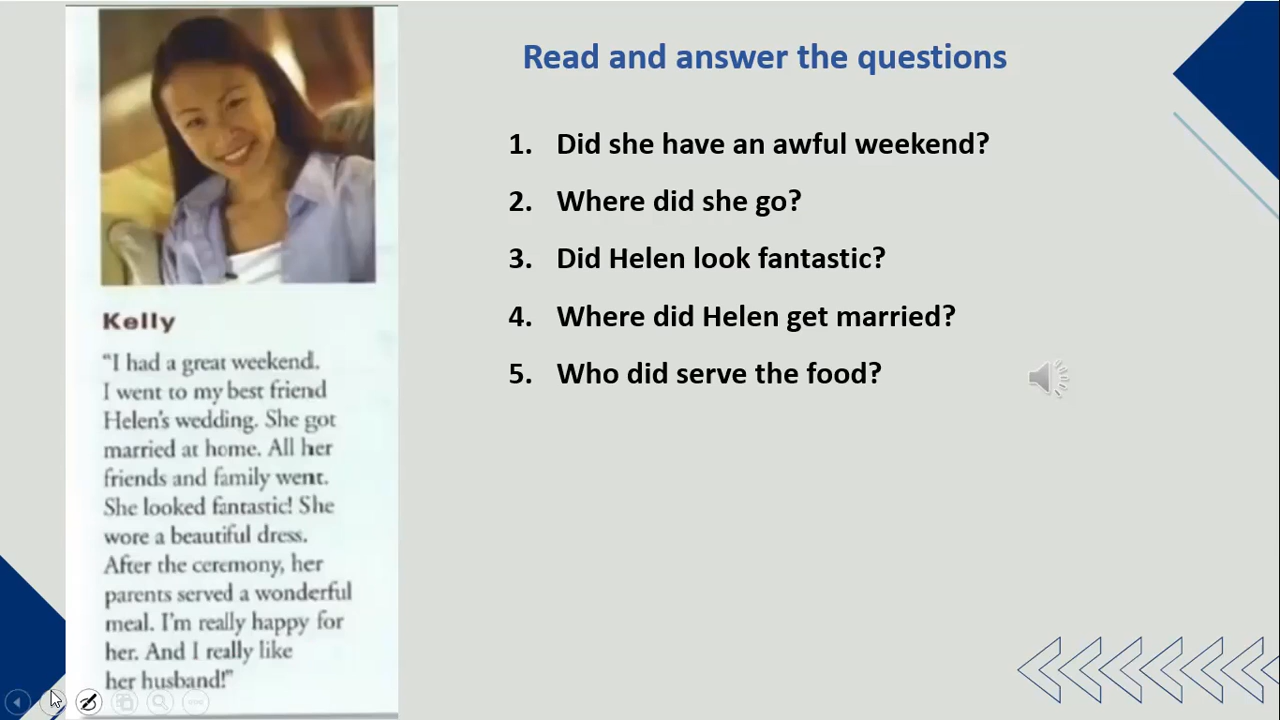 Read and answer the questions
1. Did she have an awful weekend?
2. Where did she go?
3. Did Helen look fantastic?
4. Where did Helen get married?
5. Who did serve the food?
Kelly
"I had a great weekend.
I went to my best friend
Helen's wedding. She got
married at home. All her
friends and family went.
She looked fantastic! She
wore a beautiful dress.
After the ceremony, her
parents served a wonderful
meal. I'm really happy for
her. And I really like
her husband!"